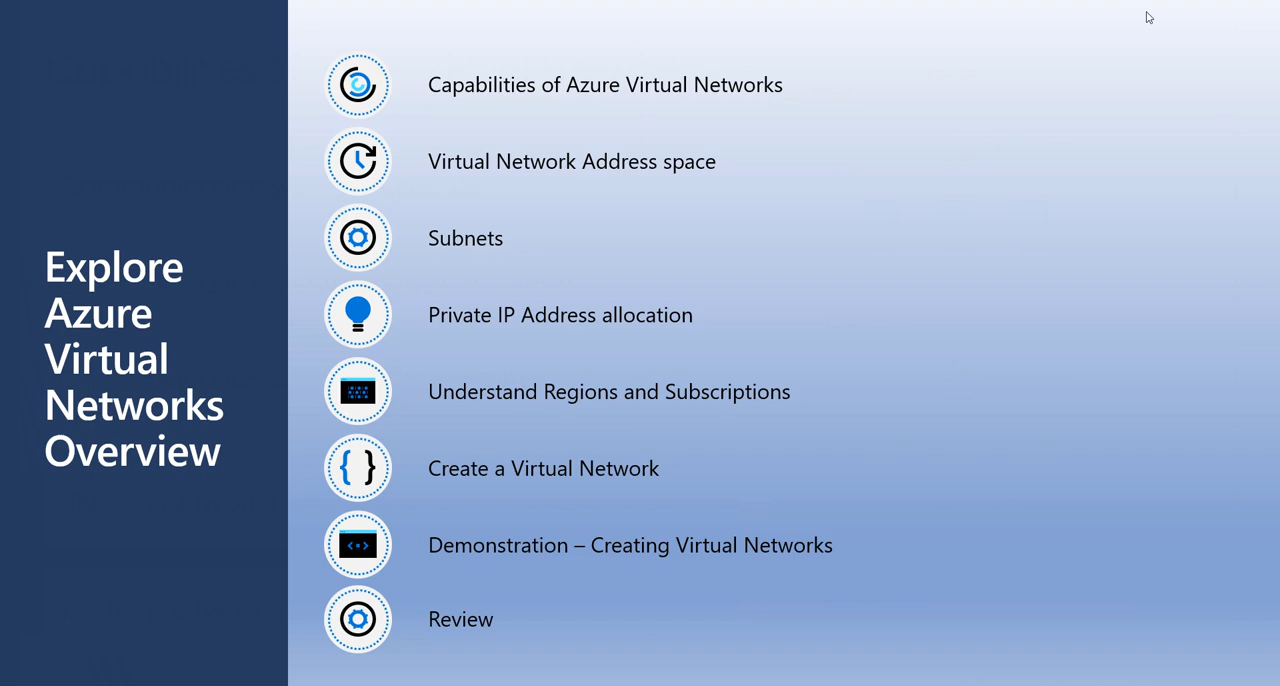 Explore
Azure
Virtual
Networks
Overview
Capabilities of Azure Virtual Networks
Virtual Network Address space
Subnets
Private IP Address allocation
Understand Regions and Subscriptions
Create a Virtual Network
Demonstration – Creating Virtual Networks
Review